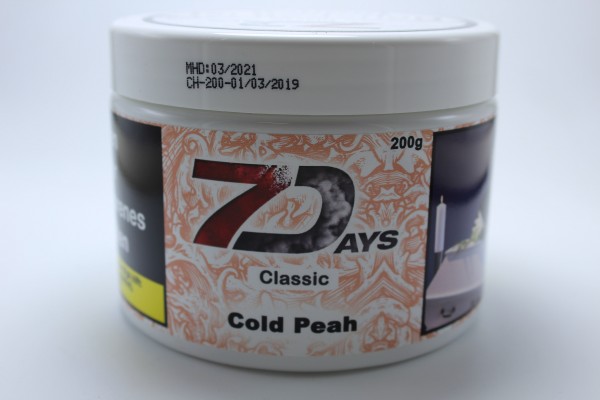 MHD:03/2021
CH-200-01/03/2019
200g
7DAYS
Classic
Cold Peah